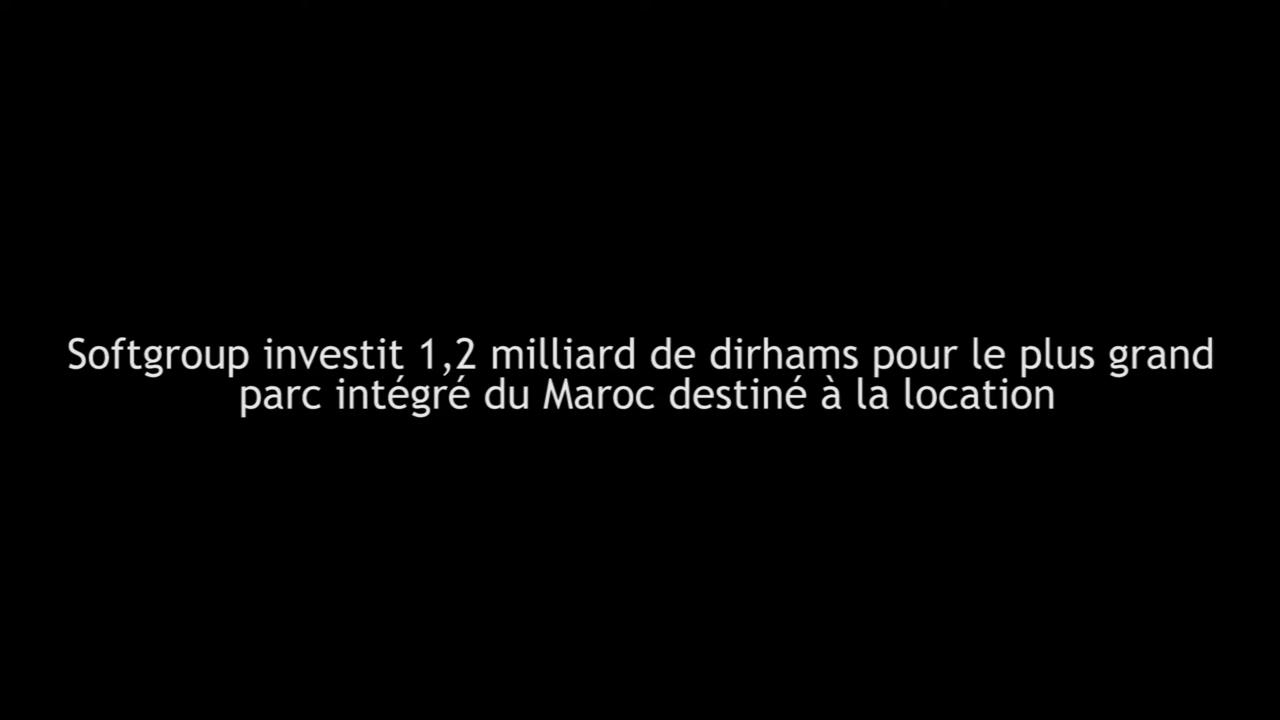 Softgroup investit 1,2 milliard de dirhams pour le plus grand
parc intégré du Maroc destiné à la location